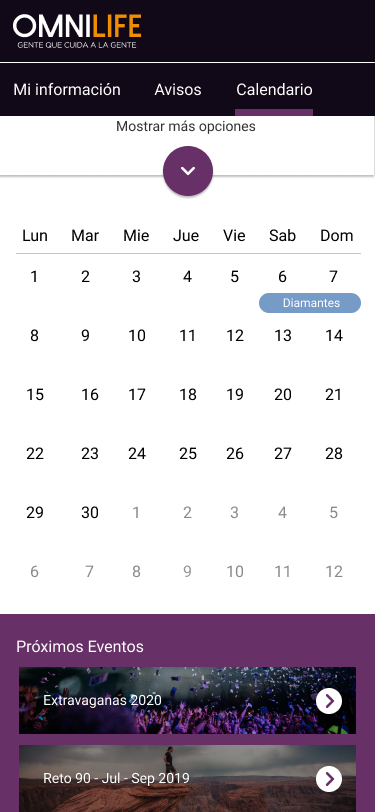 OMNILIFE
GENTE QUE CUIDA A LA GENTE
Mi información Avisos Calendario
Mostrar más opciones
Lun Mar Mie Jue Vie Sab Dom
1 2 3 4 5 6 7
Diamantes
8 9 10 11 12 13 14
15 16 17 18 19 20 21
22 23 24 25 26 27 28
29 30 1 2 3 4 5
6 7 8 9 10 11 12
Próximos Eventos
Extravaganas 2020
Reto 90 - Jul - Sep 2019